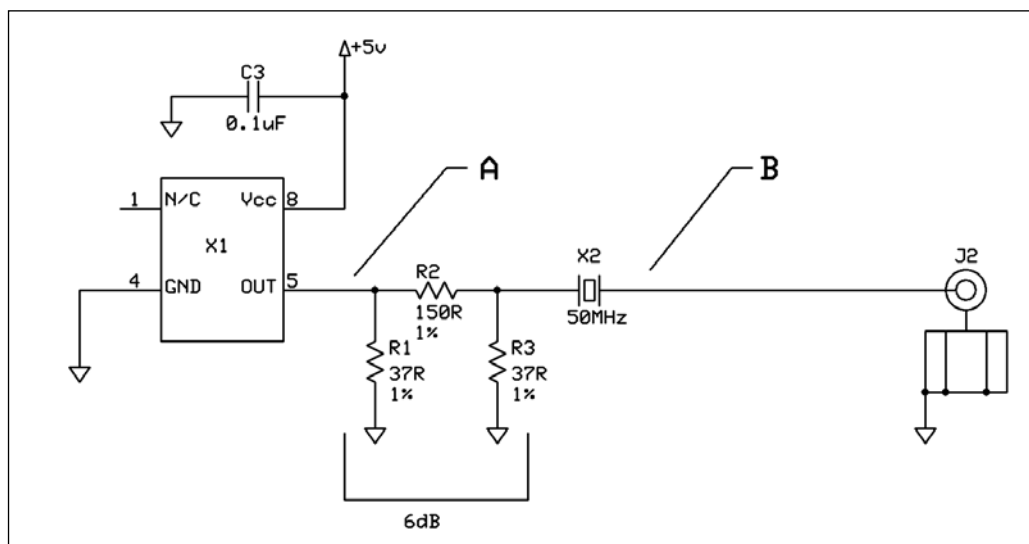 +5v
C3
0.1uF
A
B
1
N/C
Vcc
8
X1
4
GND
OUT
5
R2
150R
1%
X2
50MHz
J2
R1
37R
1%
R3
37R
1%
6dB